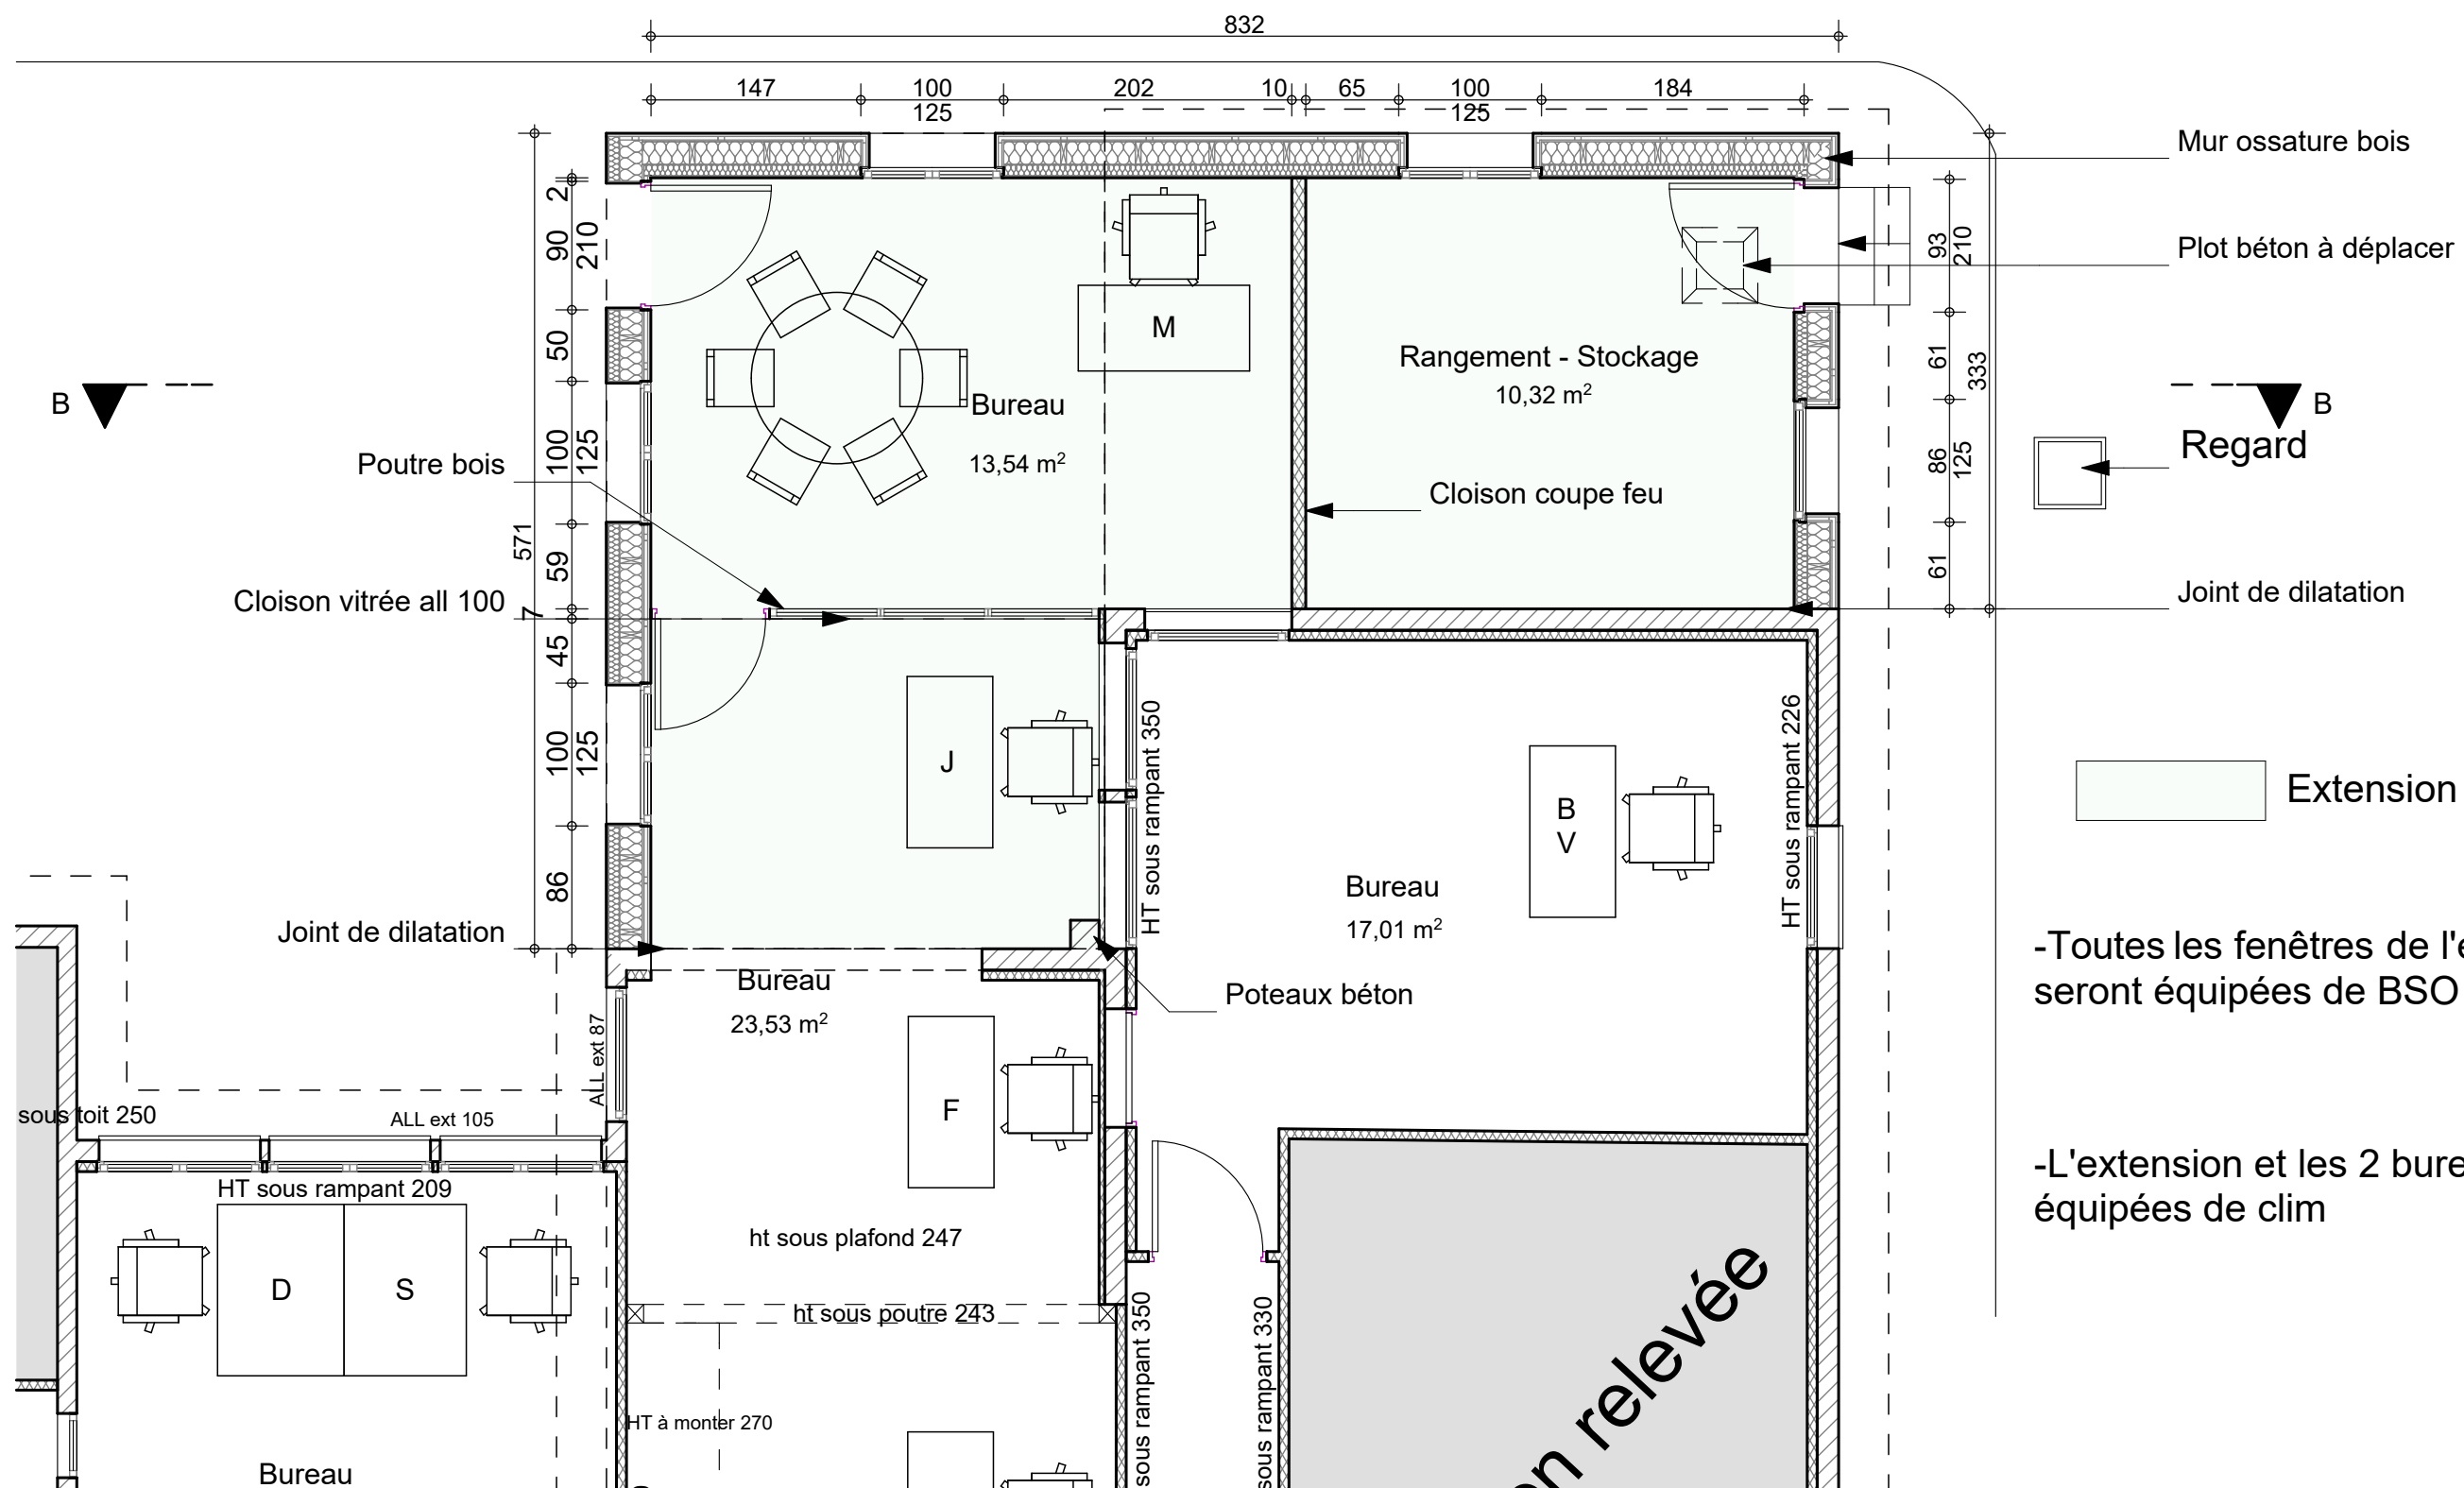 832
147
100
202
10
65
100
184
125
125
Mur ossature bois
2
90
210
93
210
Plot béton à déplacer
M
50
61
333
Rangement - Stockage
10,32 m²
B
Bureau
B
Regard
100
125
Poutre bois
13,54 m²
86
125
Cloison coupe feu
571
59
61
Cloison vitrée all 100
7
Joint de dilatation
45
100
125
J
HT sous rampant 350
HT sous rampant 226
B
V
Extension
86
Bureau
17,01 m²
Joint de dilatation
-Toutes les fenêtres de l'e
seront équipées de BSO
Bureau
23,53 m²
Poteaux béton
ALL ext 87
F
sous toit 250
ALL ext 105
HT sous rampant 209
-L'extension et les 2 bure
équipées de clim
ht sous plafond 247
D
S
ht sous poutre 243
sous rampant 350
sous rampant 330
on relevée
HT à monter 270
Bureau